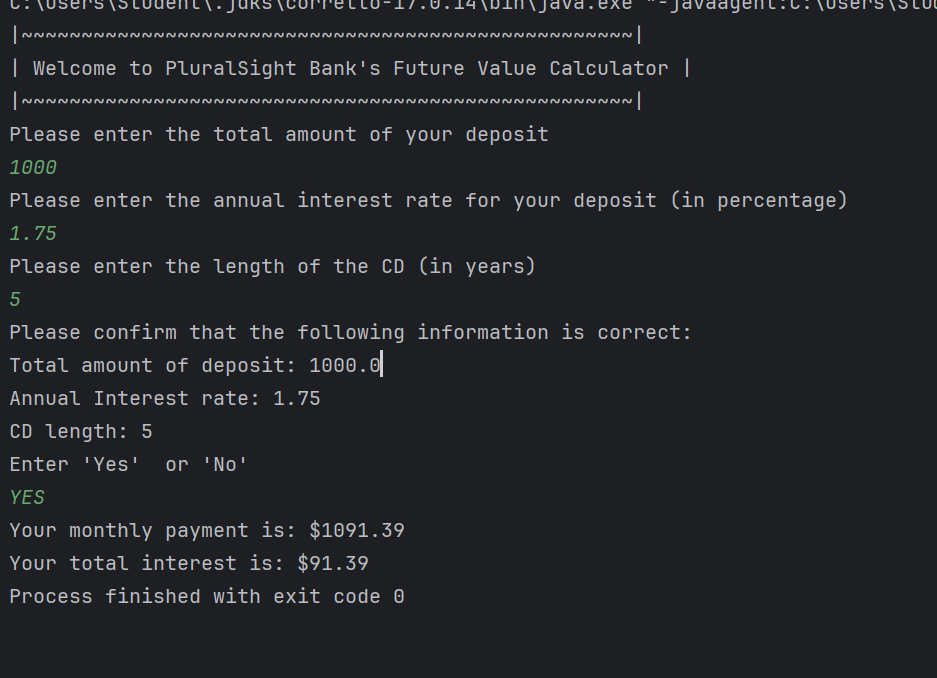 C:\Users\Student\.jdks\corretto-17.0.14\bin\java.exe "-javaagent:C:\Users\Stud
|~~~~~~~~~~~~~~~~~~~~~~~~~~~~~~~~~~~~~~~~~~~~~~~~~~~|
| Welcome to PluralSight Bank's Future Value Calculator |
|~~~~~~~~~~~~~~~~~~~~~~~~~~~~~~~~~~~~~~~~~~~~~~~~~~~|
Please enter the total amount of your deposit
1000
Please enter the annual interest rate for your deposit (in percentage)
1.75
Please enter the length of the CD (in years)
5
Please confirm that the following information is correct:
Total amount of deposit: 1000.0
Annual Interest rate: 1.75
CD length: 5
Enter 'Yes'  or 'No'
YES
Your monthly payment is: $1091.39
Your total interest is: $91.39
Process finished with exit code 0